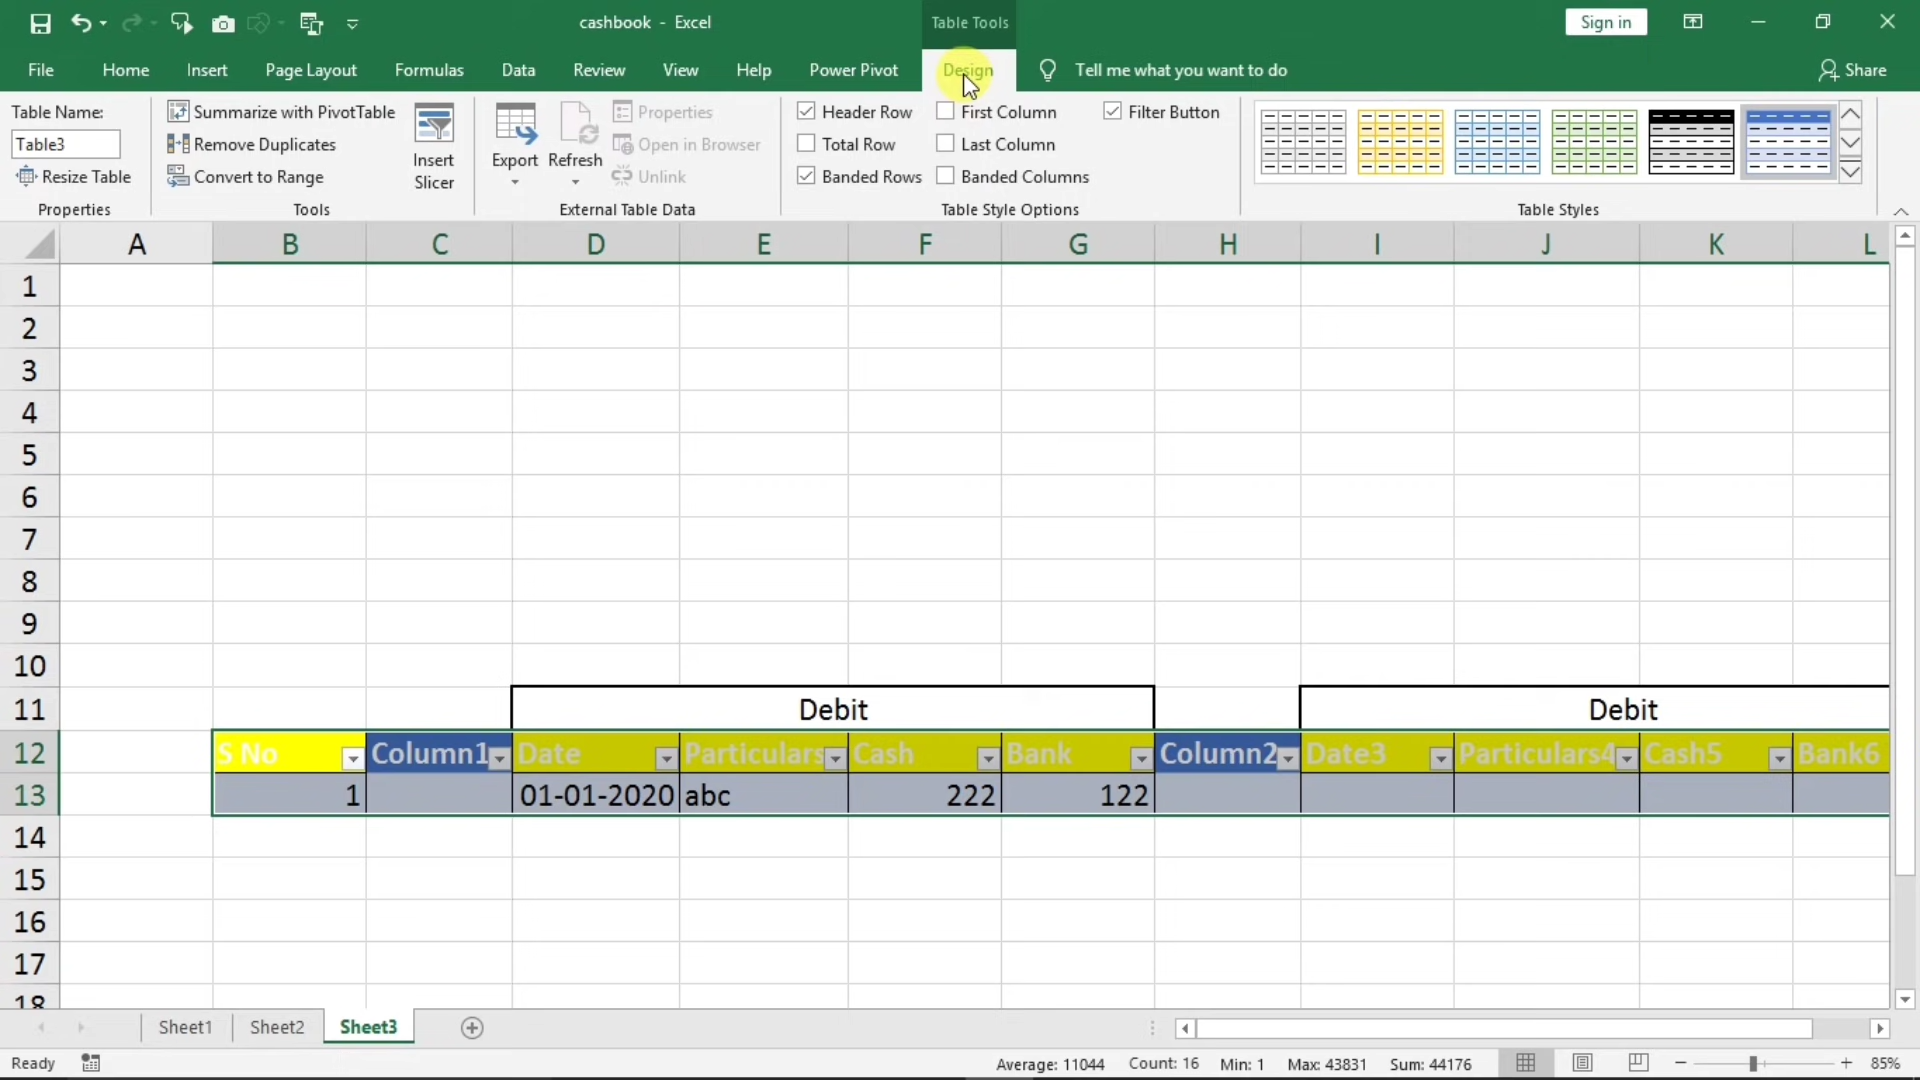 cashbook - Excel
Table Tools
Sign in
File Home Insert Page Layout Formulas Data Review View Help Power Pivot Design Tell me what you want to do Share
Table Name:
Table3
Resize Table
Properties
Summarize with PivotTable
Remove Duplicates
Convert to Range
Tools
Insert
Slicer
Export Refresh
Properties
Open in Browser
Unlink
External Table Data
Header Row First Column Filter Button
Total Row Last Column
Banded Rows Banded Columns
Table Style Options
Table Styles
A B C D E F G H I J K L
1
2
3
4
5
6
7
8
9
10
11 Debit Debit
12 S No Column1 Date Particulars Cash Bank Column2 Date3 Particulars4 Cash5 Bank6
13 1 01-01-2020 abc 222 122
14
15
16
17
18
Sheet1 Sheet2 Sheet3
Ready Average: 11044 Count: 16 Min: 1 Max: 43831 Sum: 44176 85%